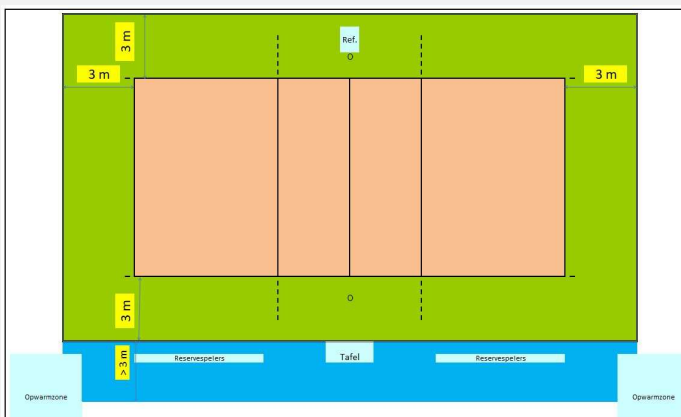 3 m
Ref.
O
3 m
3 m
3 m
O
> 3 m
Reservespelers
Tafel
Reservespelers
Opwarmzone
Opwarmzone